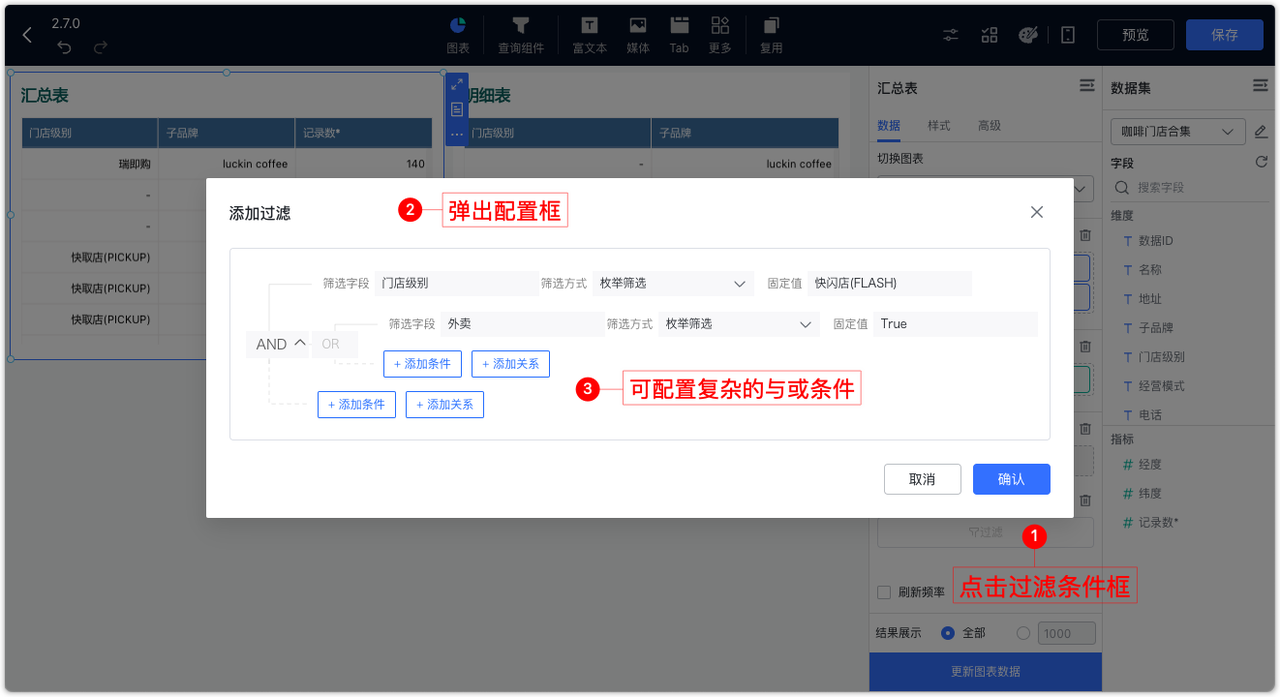 2.7.0
图表
查询组件
富文本
媒体
Tab
更多
复用
预览
保存
汇总表
门店级别
子品牌
记录数*
瑞即购
luckin coffee
140
-
-
快取店(PICKUP)
快取店(PICKUP)
快取店(PICKUP)
明细表
门店级别
子品牌
-
luckin coffee
添加过滤
2
弹出配置框
筛选字段
门店级别
筛选方式
枚举筛选
固定值
快闪店(FLASH)
筛选字段
外卖
筛选方式
枚举筛选
固定值
True
AND
OR
+ 添加条件
+ 添加关系
3
可配置复杂的与或条件
+ 添加条件
+ 添加关系
取消
确认
汇总表
数据
样式
高级
切换图表
过滤
1
点击过滤条件框
刷新频率
结果展示
全部
1000
更新图表数据
数据集
咖啡门店合集
字段
搜索字段
维度
T 数据ID
T 名称
T 地址
T 子品牌
T 门店级别
T 经营模式
T 电话
指标
# 经度
# 纬度
# 记录数*